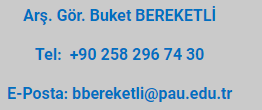 Arş. Gör. Buket BEREKETLİ
Tel:  +90 258 296 74 30
E-Posta: bbereketli@pau.edu.tr